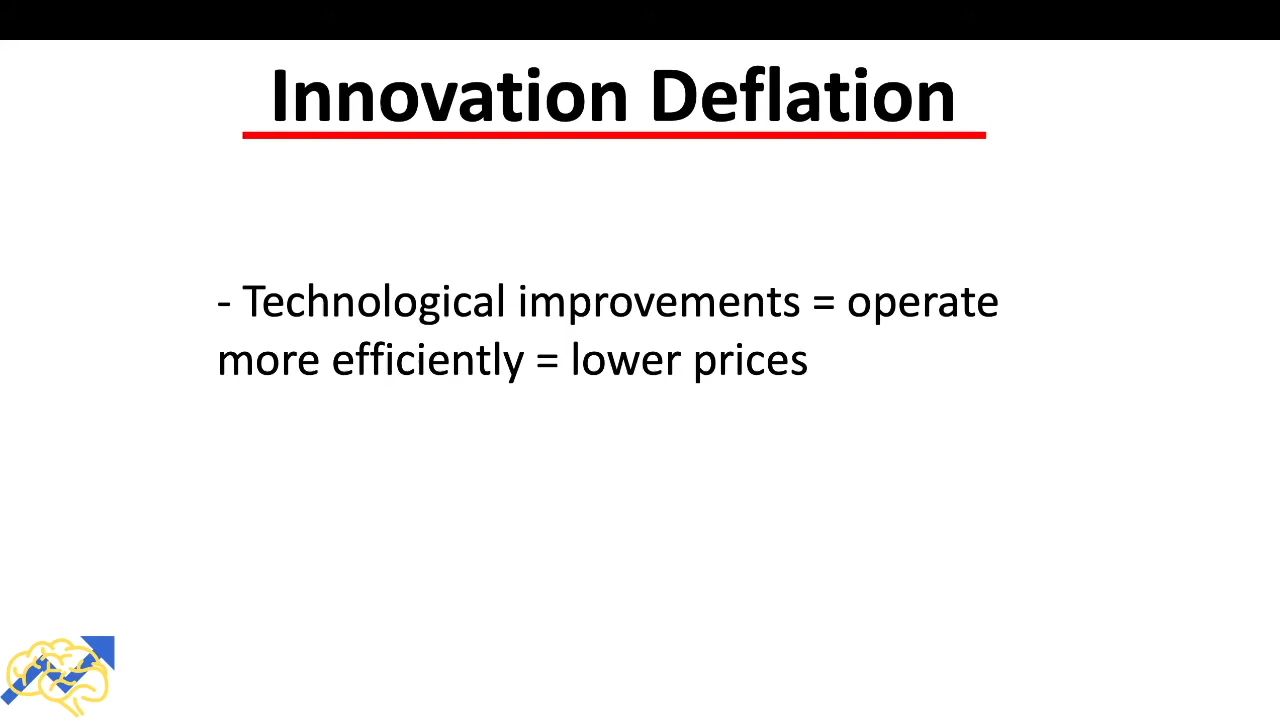 Innovation Deflation
- Technological improvements = operate
more efficiently = lower prices